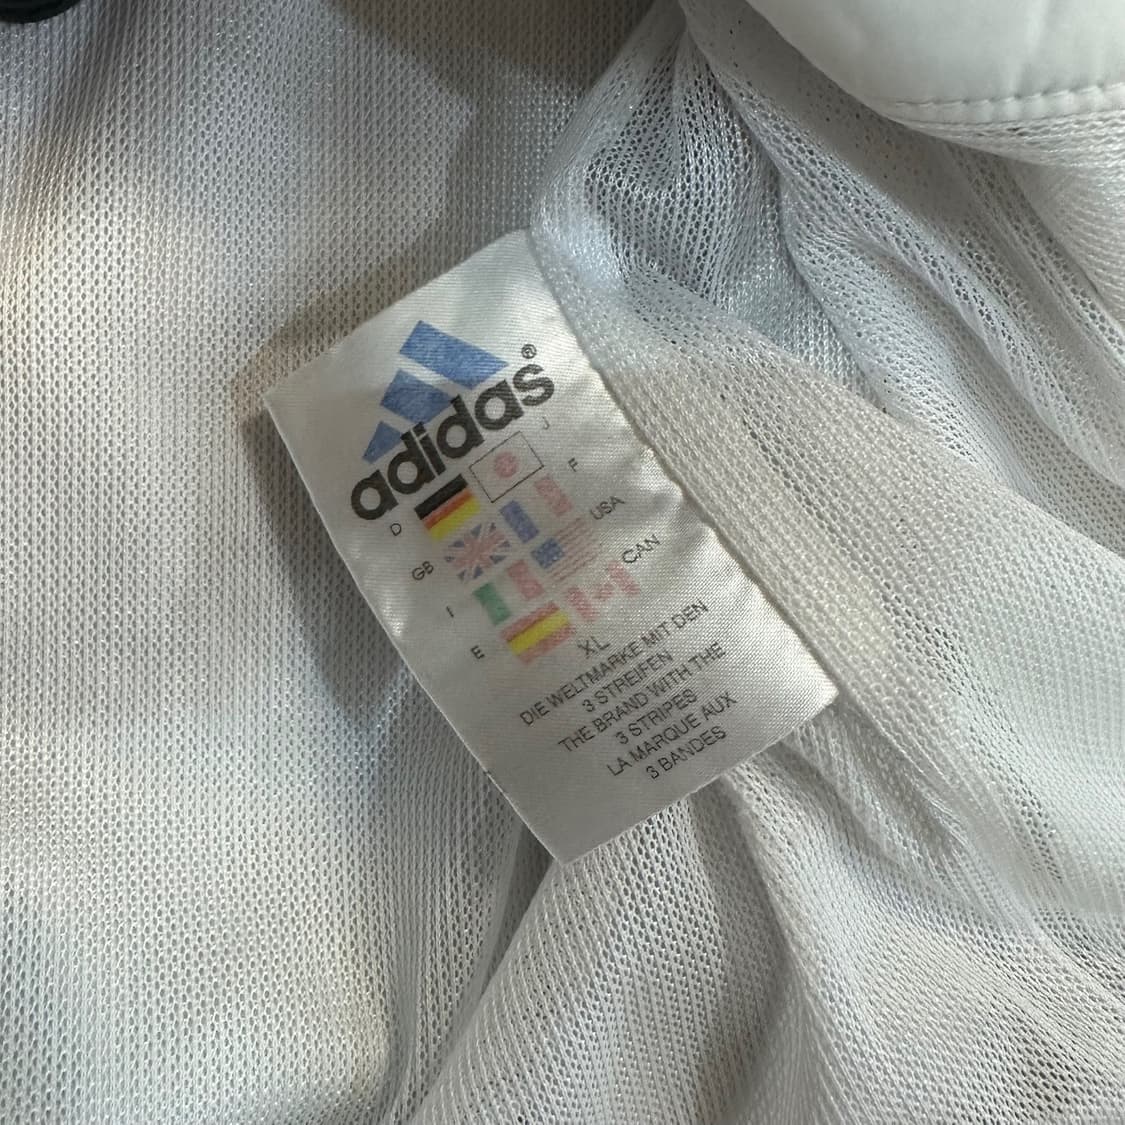 adidas®
D J
GB F
I USA
E CAN
XL
DIE WELTMARKE MIT DEN
3 STREIFEN
THE BRAND WITH THE
3 STRIPES
LA MARQUE AUX
3 BANDES